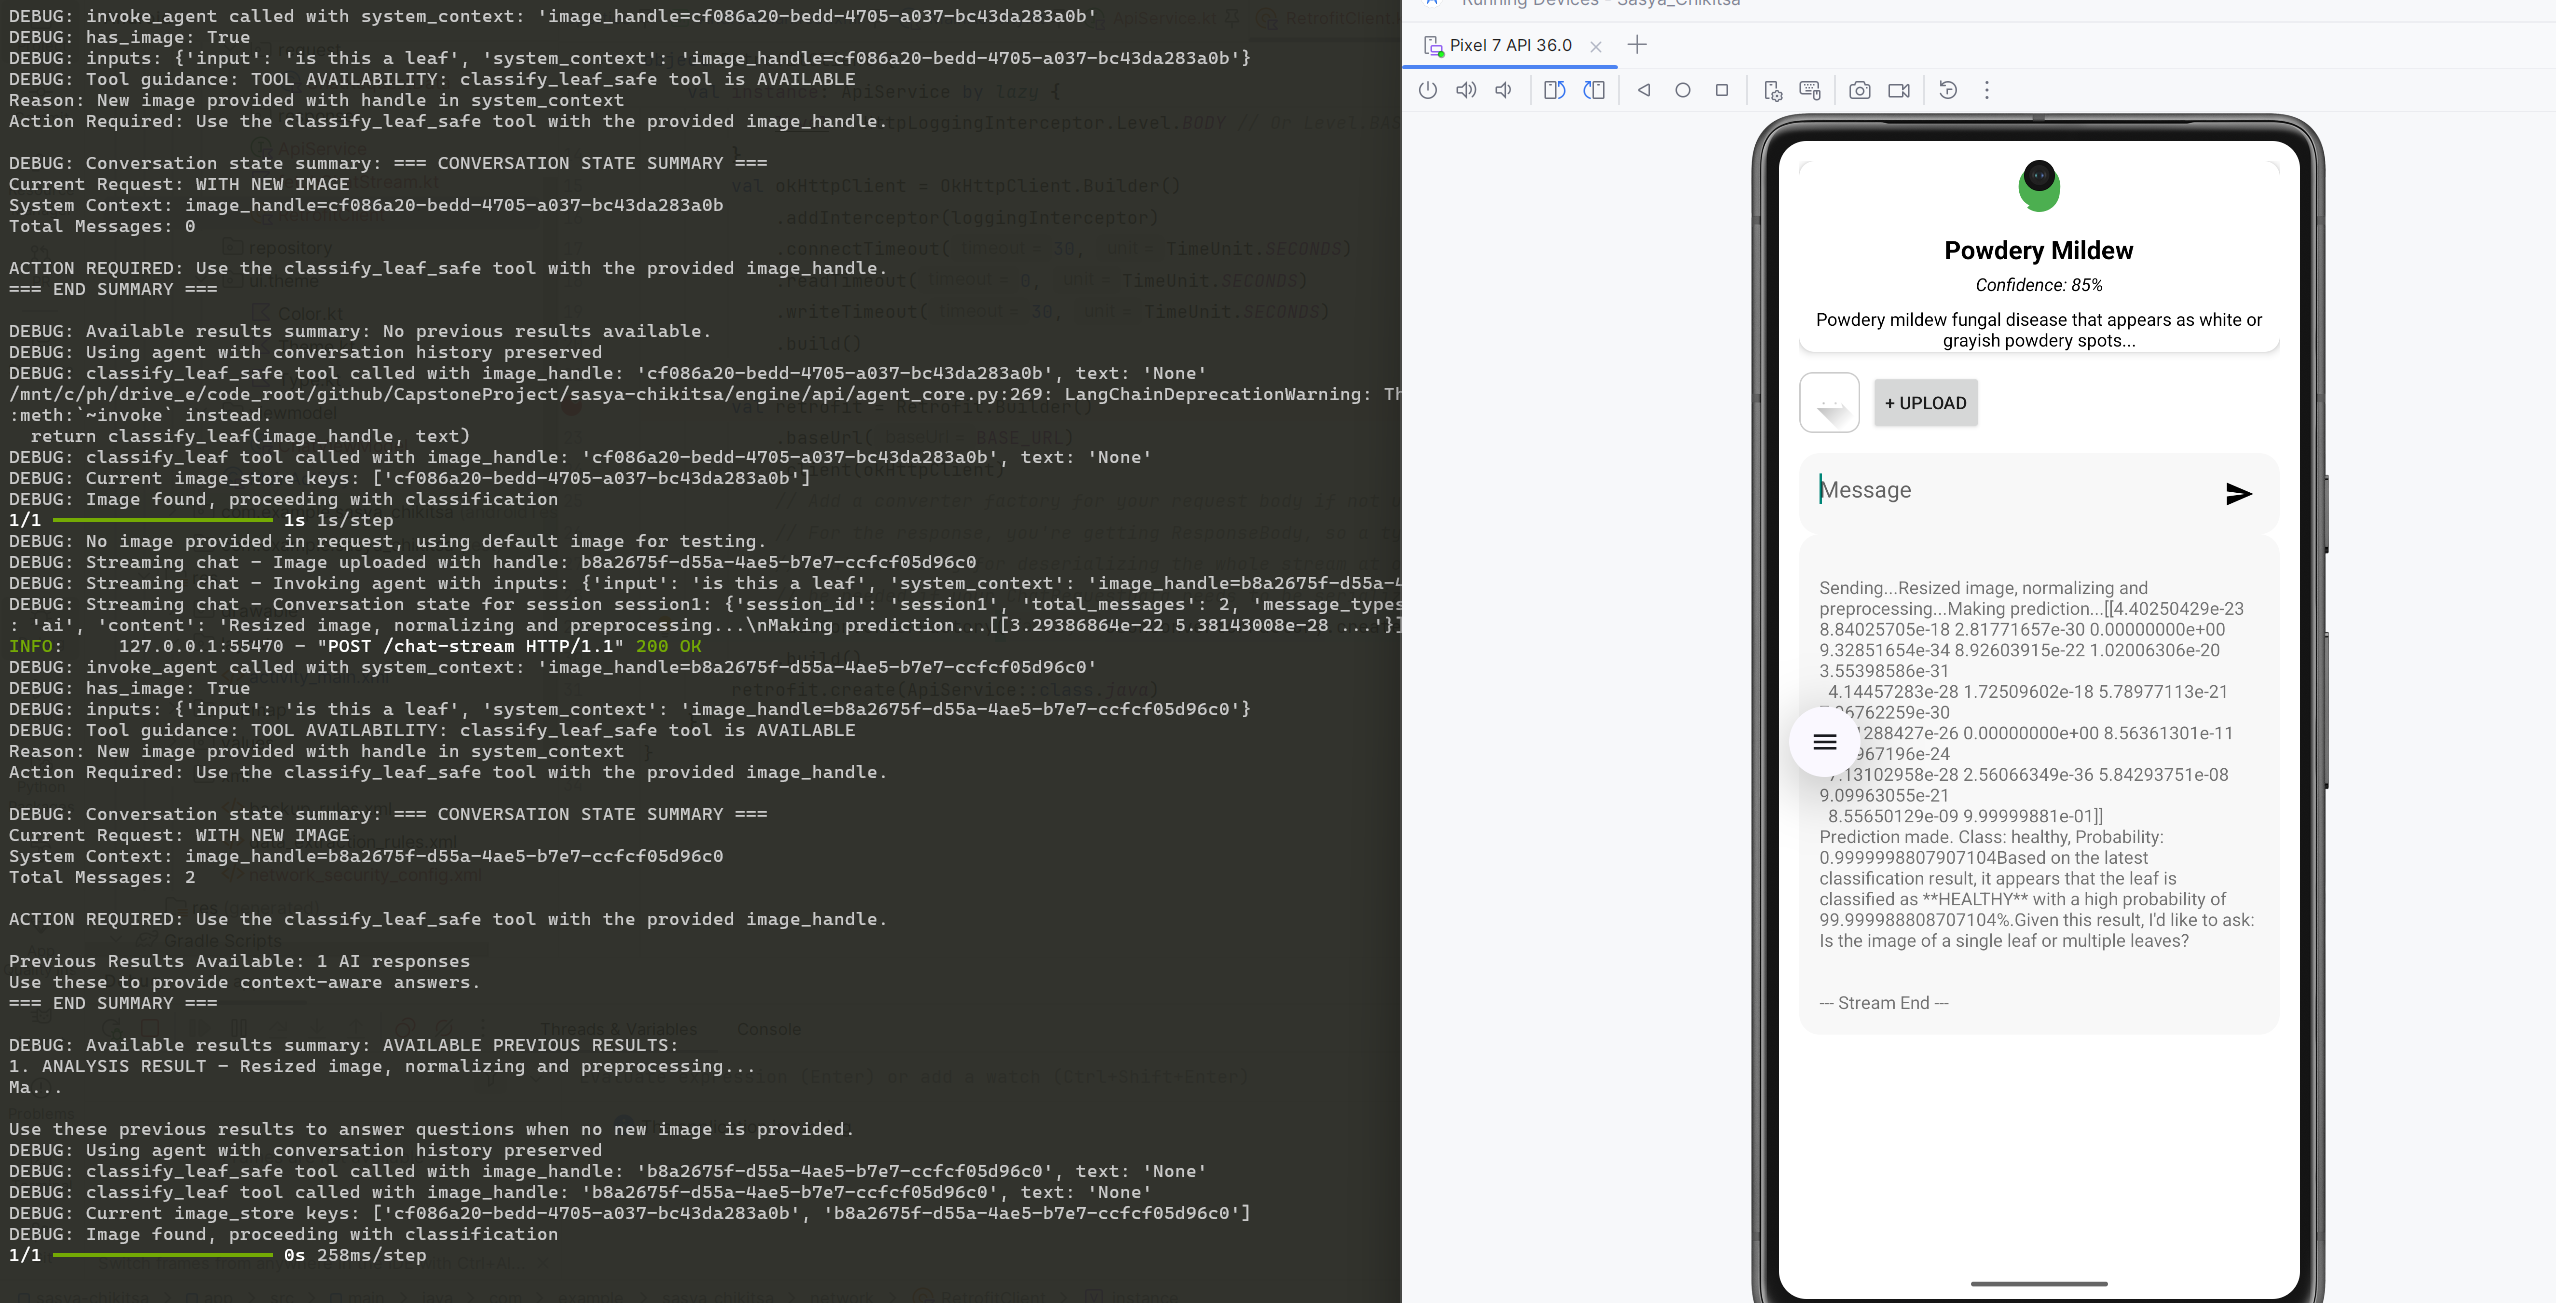 DEBUG: invoke_agent called with system_context: 'image_handle=cf086a20-bedd-4705-a037-bc43da283a0b'
DEBUG: has_image: True
DEBUG: inputs: {'input': 'is this a leaf', 'system_context': 'image_handle=cf086a20-bedd-4705-a037-bc43da283a0b'}
DEBUG: Tool guidance: TOOL AVAILABILITY: classify_leaf_safe tool is AVAILABLE
Reason: New image provided with handle in system_context
Action Required: Use the classify_leaf_safe tool with the provided image_handle.
DEBUG: Conversation state summary: === CONVERSATION STATE SUMMARY ===
Current Request: WITH NEW IMAGE
System Context: image_handle=cf086a20-bedd-4705-a037-bc43da283a0b
Total Messages: 0
ACTION REQUIRED: Use the classify_leaf_safe tool with the provided image_handle.
=== END SUMMARY ===
DEBUG: Available results summary: No previous results available.
DEBUG: Using agent with conversation history preserved
DEBUG: classify_leaf_safe tool called with image_handle: 'cf086a20-bedd-4705-a037-bc43da283a0b', text: 'None'
/mnt/c/ph/drive_e/code_root/github/CapstoneProject/sasya-chikitsa/engine/api/agent_core.py:269: LangChainDeprecationWarning: Th
:meth:`~invoke` instead.
return classify_leaf(image_handle, text)
DEBUG: classify_leaf tool called with image_handle: 'cf086a20-bedd-4705-a037-bc43da283a0b', text: 'None'
DEBUG: Current image_store keys: ['cf086a20-bedd-4705-a037-bc43da283a0b']
DEBUG: Image found, proceeding with classification
1/1 1s 1s/step
DEBUG: No image provided in request, using default image for testing.
DEBUG: Streaming chat - Image uploaded with handle: b8a2675f-d55a-4ae5-b7e7-ccfcf05d96c0
DEBUG: Streaming chat - Invoking agent with inputs: {'input': 'is this a leaf', 'system_context': 'image_handle=b8a2675f-d55a-4
DEBUG: Streaming chat - Conversation state for session session1: {'session_id': 'session1', 'total_messages': 2, 'message_types
: 'ai', 'content': 'Resized image, normalizing and preprocessing...\nMaking prediction...[[3.29386864e-22 5.38143008e-28 ...'}]
INFO: 127.0.0.1:55470 - "POST /chat-stream HTTP/1.1" 200 OK
DEBUG: invoke_agent called with system_context: 'image_handle=b8a2675f-d55a-4ae5-b7e7-ccfcf05d96c0'
DEBUG: has_image: True
DEBUG: inputs: {'input': 'is this a leaf', 'system_context': 'image_handle=b8a2675f-d55a-4ae5-b7e7-ccfcf05d96c0'}
DEBUG: Tool guidance: TOOL AVAILABILITY: classify_leaf_safe tool is AVAILABLE
Reason: New image provided with handle in system_context
Action Required: Use the classify_leaf_safe tool with the provided image_handle.
DEBUG: Conversation state summary: === CONVERSATION STATE SUMMARY ===
Current Request: WITH NEW IMAGE
System Context: image_handle=b8a2675f-d55a-4ae5-b7e7-ccfcf05d96c0
Total Messages: 2
ACTION REQUIRED: Use the classify_leaf_safe tool with the provided image_handle.
Previous Results Available: 1 AI responses
Use these to provide context-aware answers.
=== END SUMMARY ===
DEBUG: Available results summary: AVAILABLE PREVIOUS RESULTS:
1. ANALYSIS RESULT - Resized image, normalizing and preprocessing...
Ma...
Use these previous results to answer questions when no new image is provided.
DEBUG: Using agent with conversation history preserved
DEBUG: classify_leaf_safe tool called with image_handle: 'b8a2675f-d55a-4ae5-b7e7-ccfcf05d96c0', text: 'None'
DEBUG: classify_leaf tool called with image_handle: 'b8a2675f-d55a-4ae5-b7e7-ccfcf05d96c0', text: 'None'
DEBUG: Current image_store keys: ['cf086a20-bedd-4705-a037-bc43da283a0b', 'b8a2675f-d55a-4ae5-b7e7-ccfcf05d96c0']
DEBUG: Image found, proceeding with classification
1/1 0s 258ms/step
Running Devices - Sasya_Chikitsa
Pixel 7 API 36.0
Powdery Mildew
Confidence: 85%
Powdery mildew fungal disease that appears as white or
grayish powdery spots...
+ UPLOAD
Message
Sending...Resized image, normalizing and
preprocessing...Making prediction...[[4.40250429e-23
8.84025705e-18 2.81771657e-30 0.00000000e+00
9.32851654e-34 8.92603915e-22 1.02006306e-20
3.55398586e-31
4.14457283e-28 1.72509602e-18 5.78977113e-21
6762259e-30
288427e-26 0.00000000e+00 8.56361301e-11
967196e-24
7.13102958e-28 2.56066349e-36 5.84293751e-08
9.09963055e-21
8.55650129e-09 9.99999881e-01]]
Prediction made. Class: healthy, Probability:
0.9999998807907104Based on the latest
classification result, it appears that the leaf is
classified as **HEALTHY** with a high probability of
99.999988808707104%.Given this result, I'd like to ask:
Is the image of a single leaf or multiple leaves?
--- Stream End ---